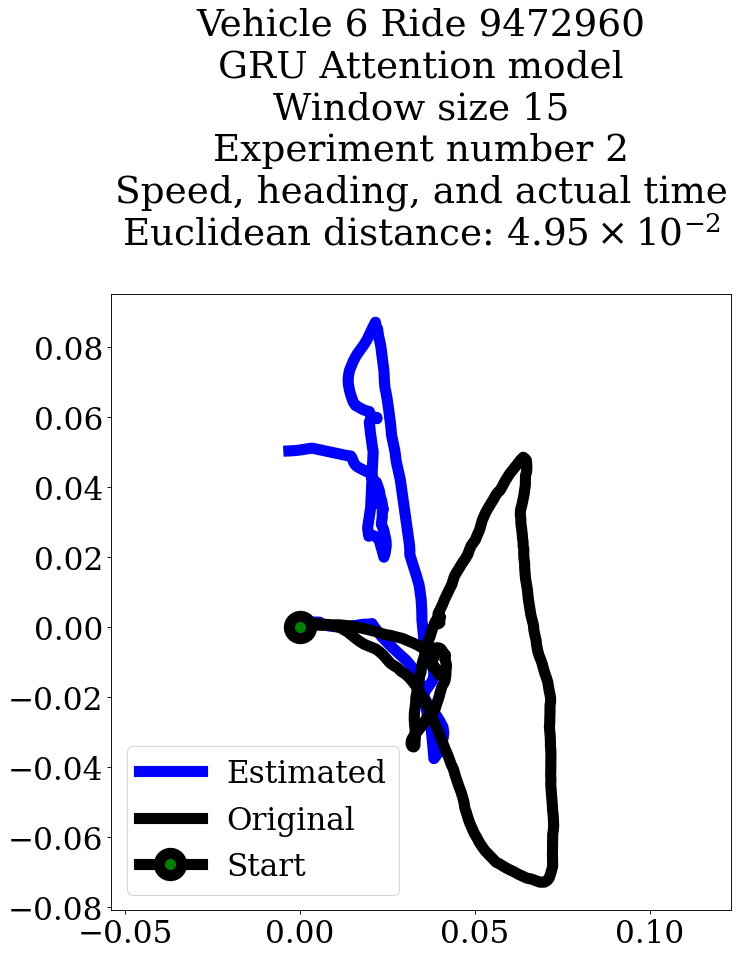 Vehicle 6 Ride 9472960
GRU Attention model
Window size 15
Experiment number 2
Speed, heading, and actual time
Euclidean distance: 4.95 × 10⁻²
0.08
0.06
0.04
0.02
0.00
−0.02
−0.04
−0.06
−0.08
Estimated
Original
Start
−0.05 0.00 0.05 0.10